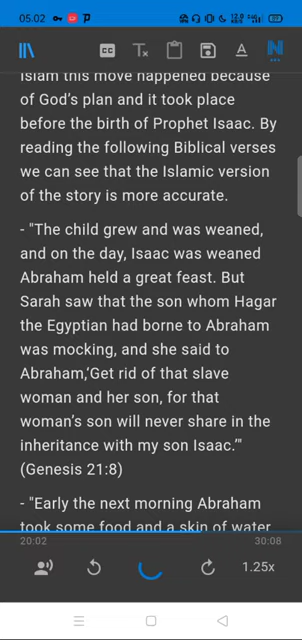 05.02
Islam this move happened because
of God's plan and it took place
before the birth of Prophet Isaac. By
reading the following Biblical verses
we can see that the Islamic version
of the story is more accurate.
- "The child grew and was weaned,
and on the day, Isaac was weaned
Abraham held a great feast. But
Sarah saw that the son whom Hagar
the Egyptian had borne to Abraham
was mocking, and she said to
Abraham,‘Get rid of that slave
woman and her son, for that
woman's son will never share in the
inheritance with my son Isaac.’"
(Genesis 21:8)
- "Early the next morning Abraham
took some food and a skin of water
20:02
30:08
1.25x